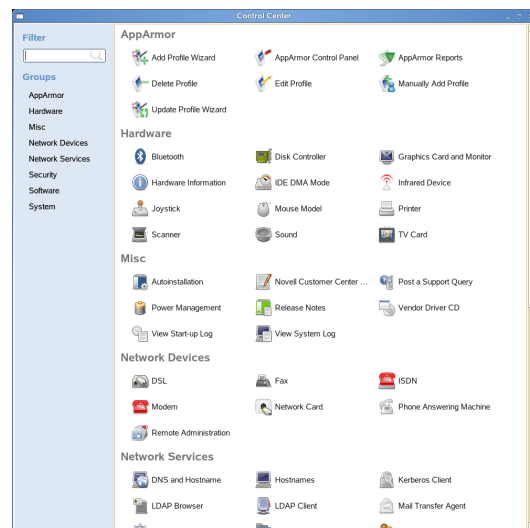 Control Center
Filter
Groups
AppArmor
Hardware
Misc
Network Devices
Network Services
Security
Software
System
AppArmor
Add Profile Wizard
AppArmor Control Panel
AppArmor Reports
Delete Profile
Edit Profile
Manually Add Profile
Update Profile Wizard
Hardware
Bluetooth
Disk Controller
Graphics Card and Monitor
Hardware Information
IDE DMA Mode
Infrared Device
Joystick
Mouse Model
Printer
Scanner
Sound
TV Card
Misc
Autoinstallation
Novell Customer Center ...
Post a Support Query
Power Management
Release Notes
Vendor Driver CD
View Start-up Log
View System Log
Network Devices
DSL
Fax
ISDN
Modem
Network Card
Phone Answering Machine
Remote Administration
Network Services
DNS and Hostname
Hostnames
Kerberos Client
LDAP Browser
LDAP Client
Mail Transfer Agent